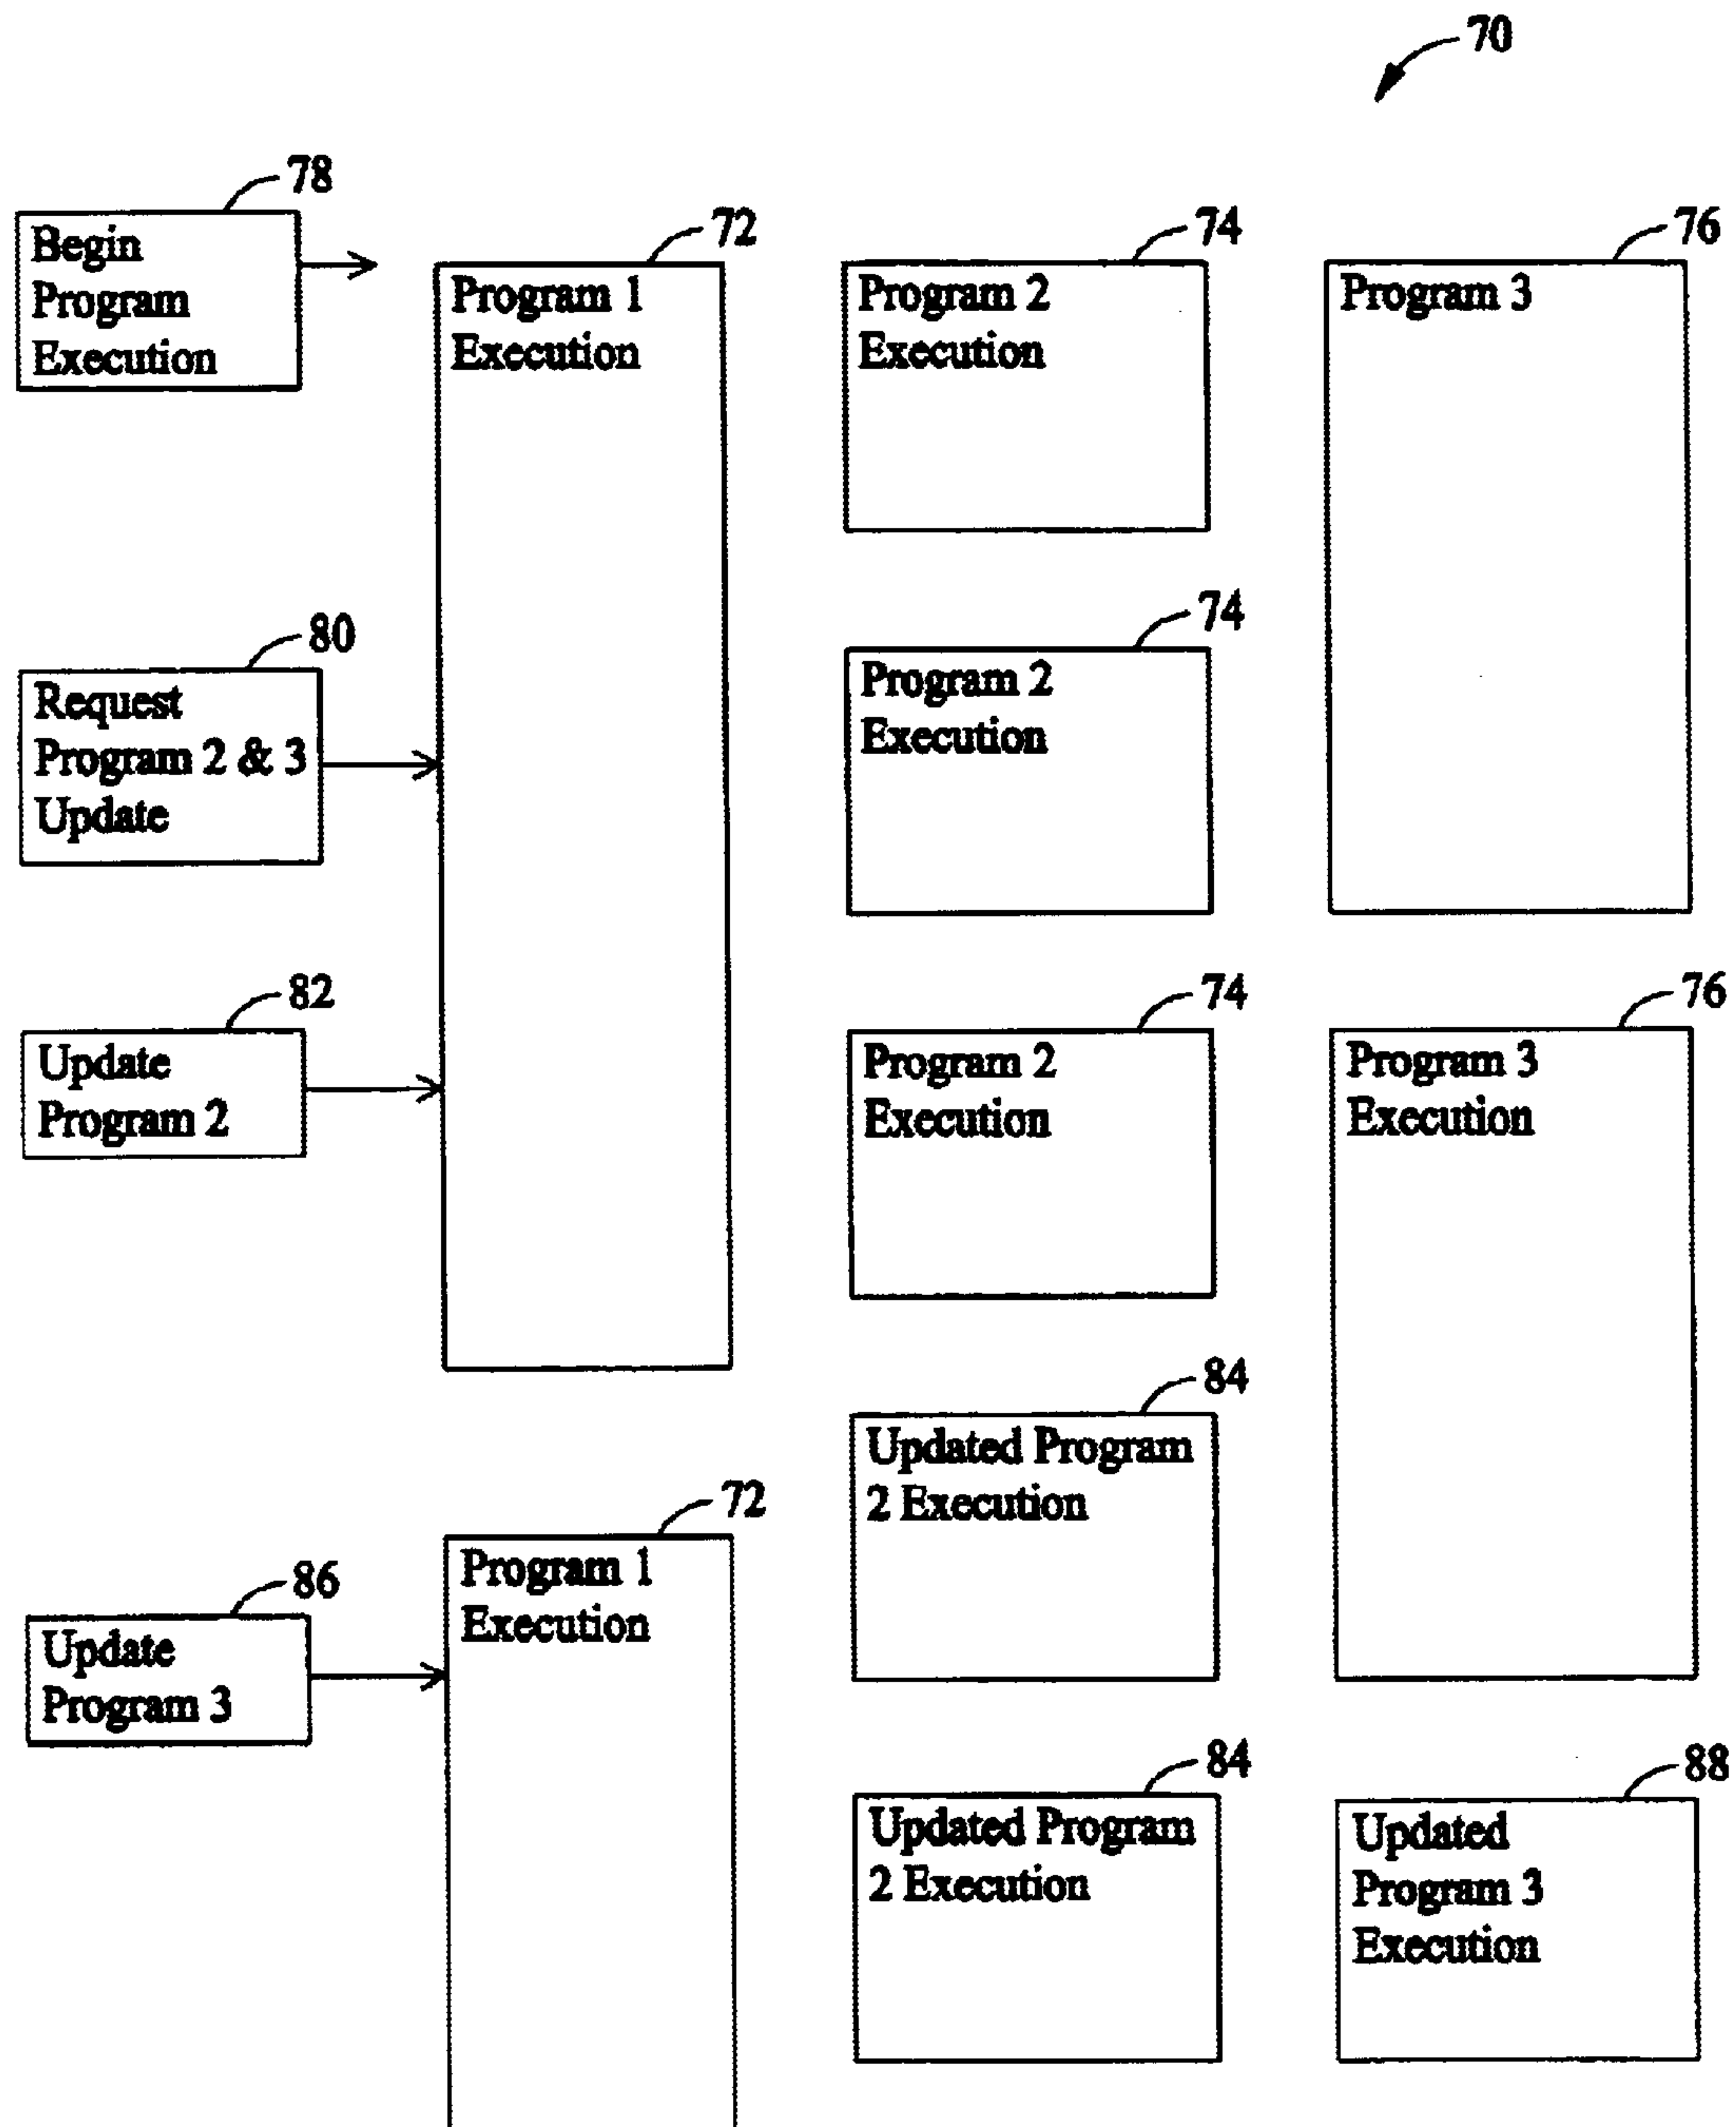 70
78
Begin
Program
Execution
72
Program 1
Execution
74
Program 2
Execution
76
Program 3
80
Request
Program 2 & 3
Update
74
Program 2
Execution
82
Update
Program 2
74
Program 2
Execution
76
Program 3
Execution
84
Updated Program
2 Execution
86
Update
Program 3
72
Program 1
Execution
84
Updated Program
2 Execution
88
Updated
Program 3
Execution